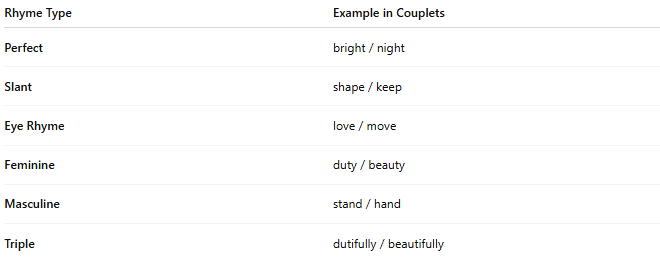 Rhyme Type Example in Couplets
Perfect bright / night
Slant shape / keep
Eye Rhyme love / move
Feminine duty / beauty
Masculine stand / hand
Triple dutifully / beautifully